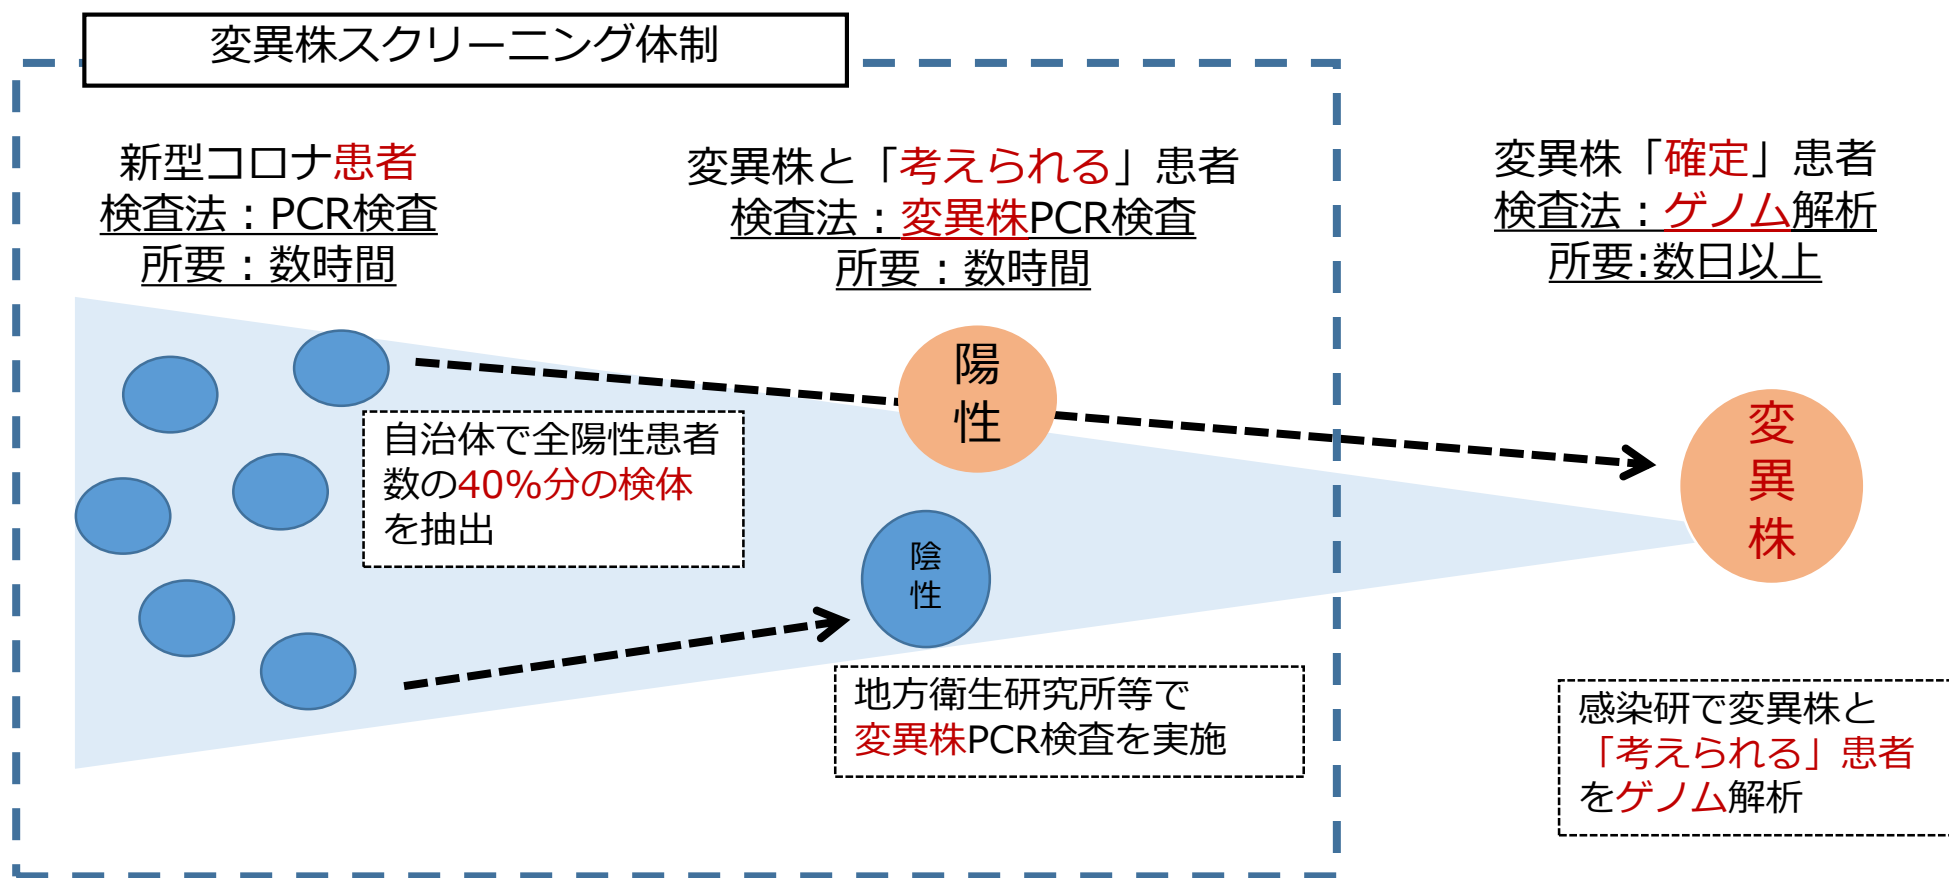 変異株スクリーニング体制
新型コロナ患者
検査法：PCR検査
所要：数時間
変異株と「考えられる」患者
検査法：変異株PCR検査
所要：数時間
変異株「確定」患者
検査法：ゲノム解析
所要:数日以上
自治体で全陽性患者
数の40%分の検体
を抽出
陽
性
陰
性
変
異
株
地方衛生研究所等で
変異株PCR検査を実施
感染研で変異株と
「考えられる」患者
をゲノム解析